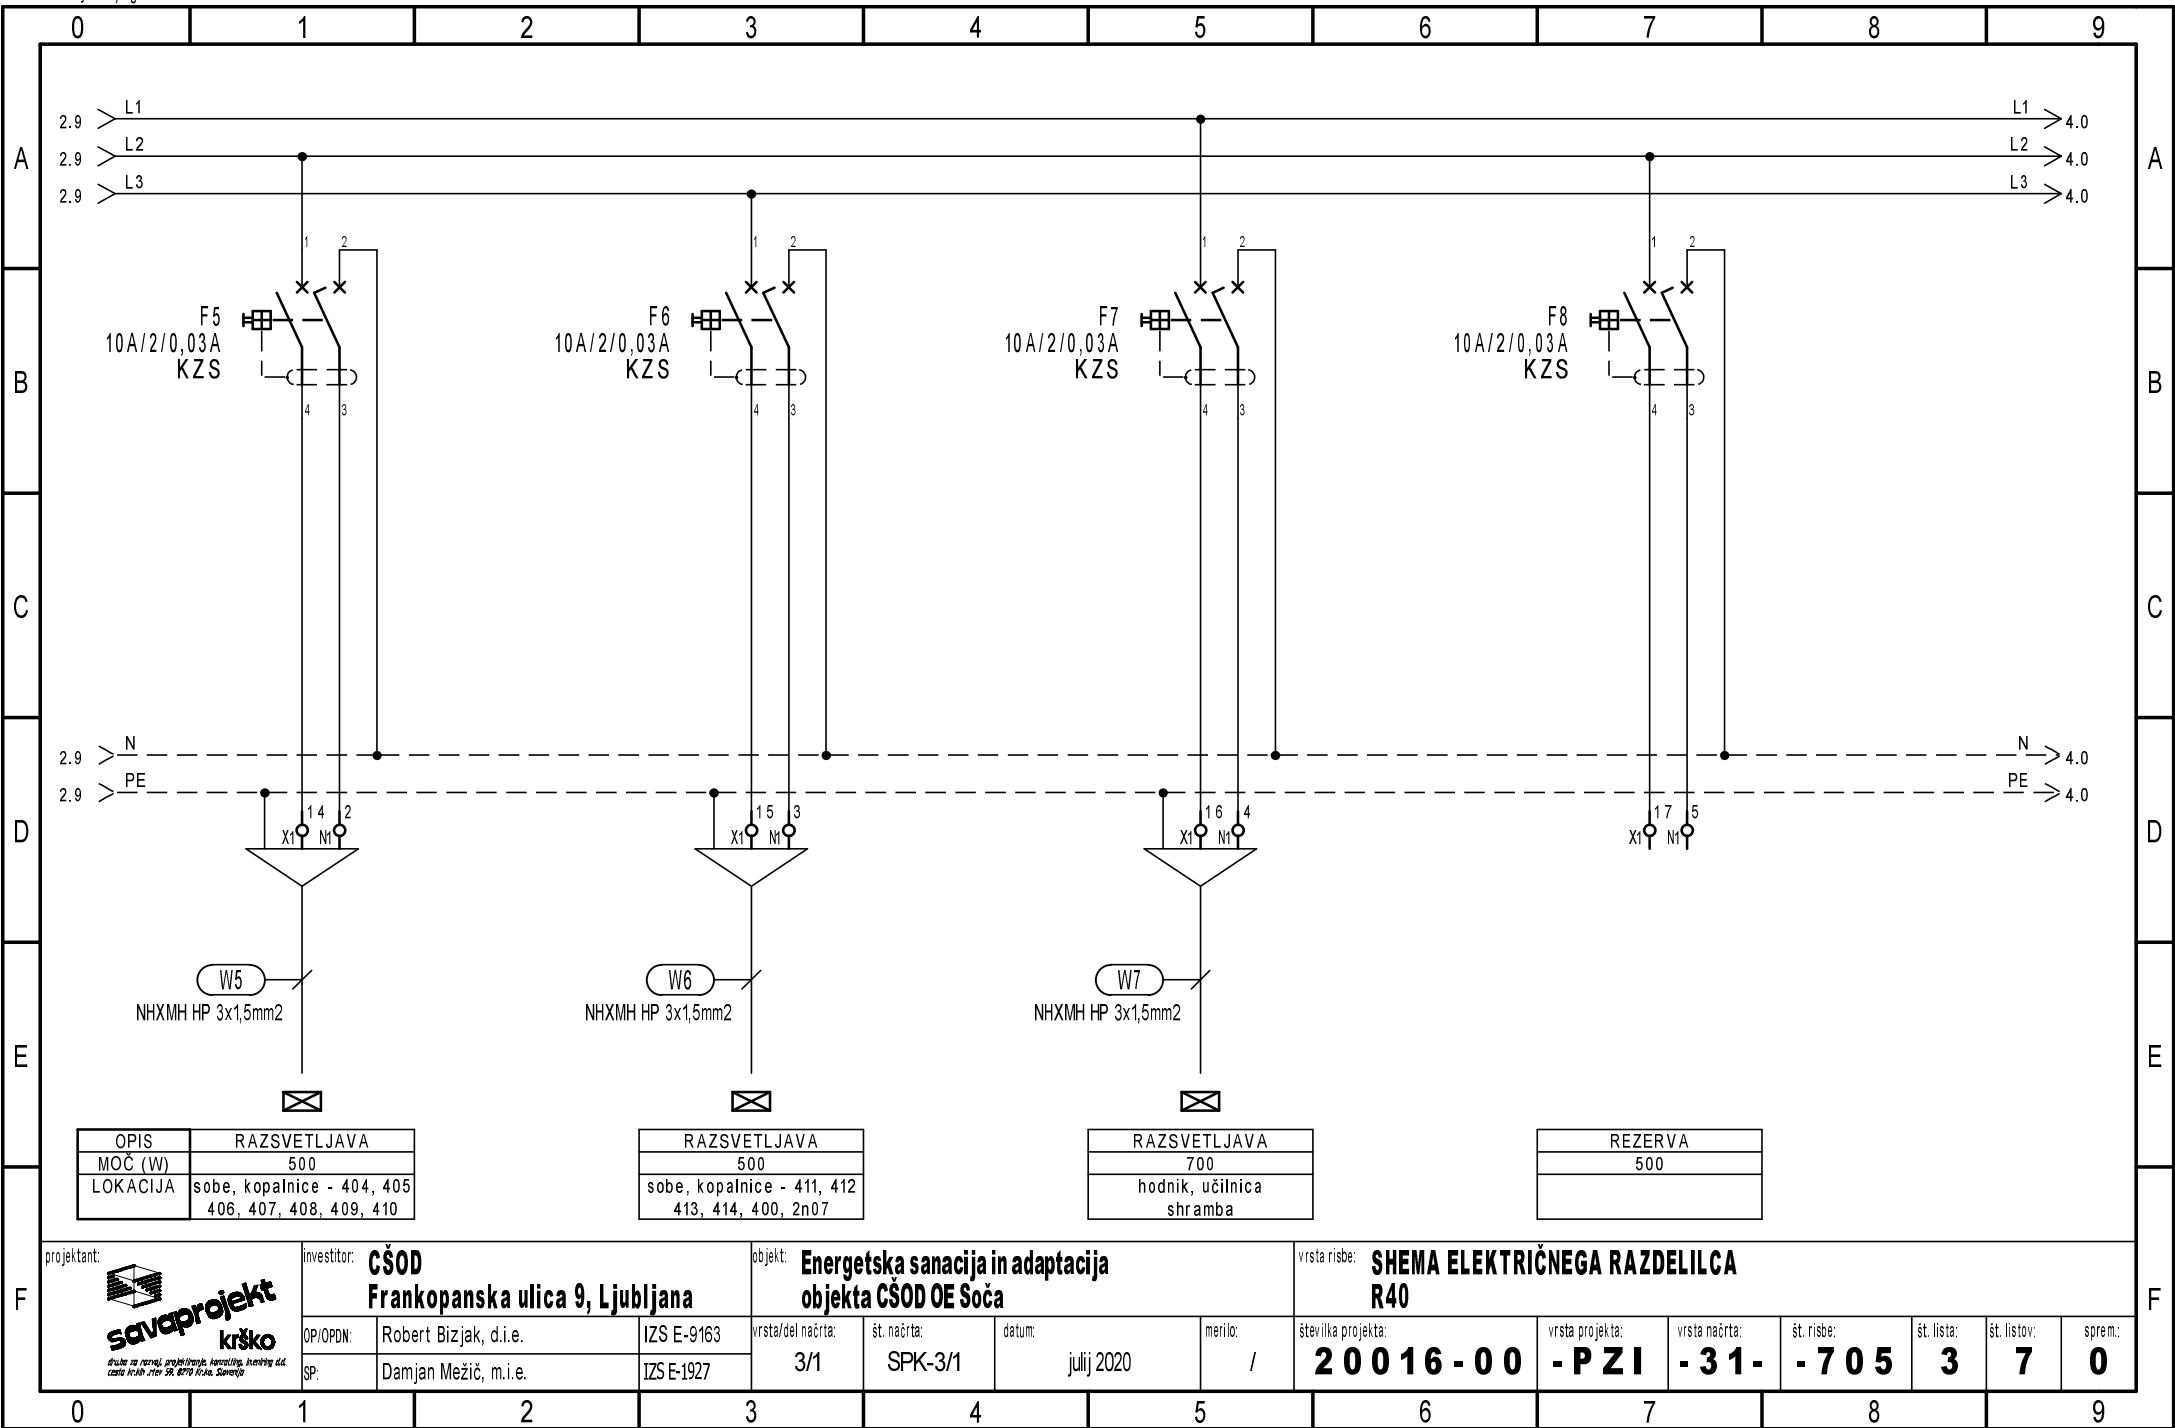 0 1 2 3 4 5 6 7 8 9
A A
B B
C C
D D
E E
F F
2.9 L1 L1 4.0
2.9 L2 L2 4.0
2.9 L3 L3 4.0
1 2 1 2 1 2 1 2
F5 F6 F7 F8
10A/2/0,03A 10A/2/0,03A 10A/2/0,03A 10A/2/0,03A
KZS KZS KZS KZS
4 3 4 3 4 3 4 3
2.9 N N 4.0
2.9 PE PE 4.0
14 2 15 3 16 4 17 5
X1 N1 X1 N1 X1 N1 X1 N1
W5 W6 W7
NHXMH HP 3x1,5mm2 NHXMH HP 3x1,5mm2 NHXMH HP 3x1,5mm2
OPIS RAZSVETLJAVA RAZSVETLJAVA RAZSVETLJAVA REZERVA
MOČ (W) 500 500 700 500
LOKACIJA sobe, kopalnice - 404, 405 sobe, kopalnice - 411, 412 hodnik, učilnica
406, 407, 408, 409, 410 413, 414, 400, 2n07 shramba
projektant:
savaprojekt
krško
investitor: CŠOD
Frankopanska ulica 9, Ljubljana
OP/OPDN: Robert Bizjak, d.i.e. IZS E-9163
SP: Damjan Mežič, m.i.e. IZS E-1927
objekt: Energetska sanacija in adaptacija
objekta CŠOD OE Soča
vrsta/del načrta: št. načrta: datum: merilo:
3/1 SPK-3/1 julij 2020 /
vrsta risbe: SHEMA ELEKTRIČNEGA RAZDELILCA
R40
številka projekta: vrsta projekta: vrsta načrta: št. risbe: št. lista: št. listov: sprem.:
20016-00 -PZI -31- -705 3 7 0
0 1 2 3 4 5 6 7 8 9